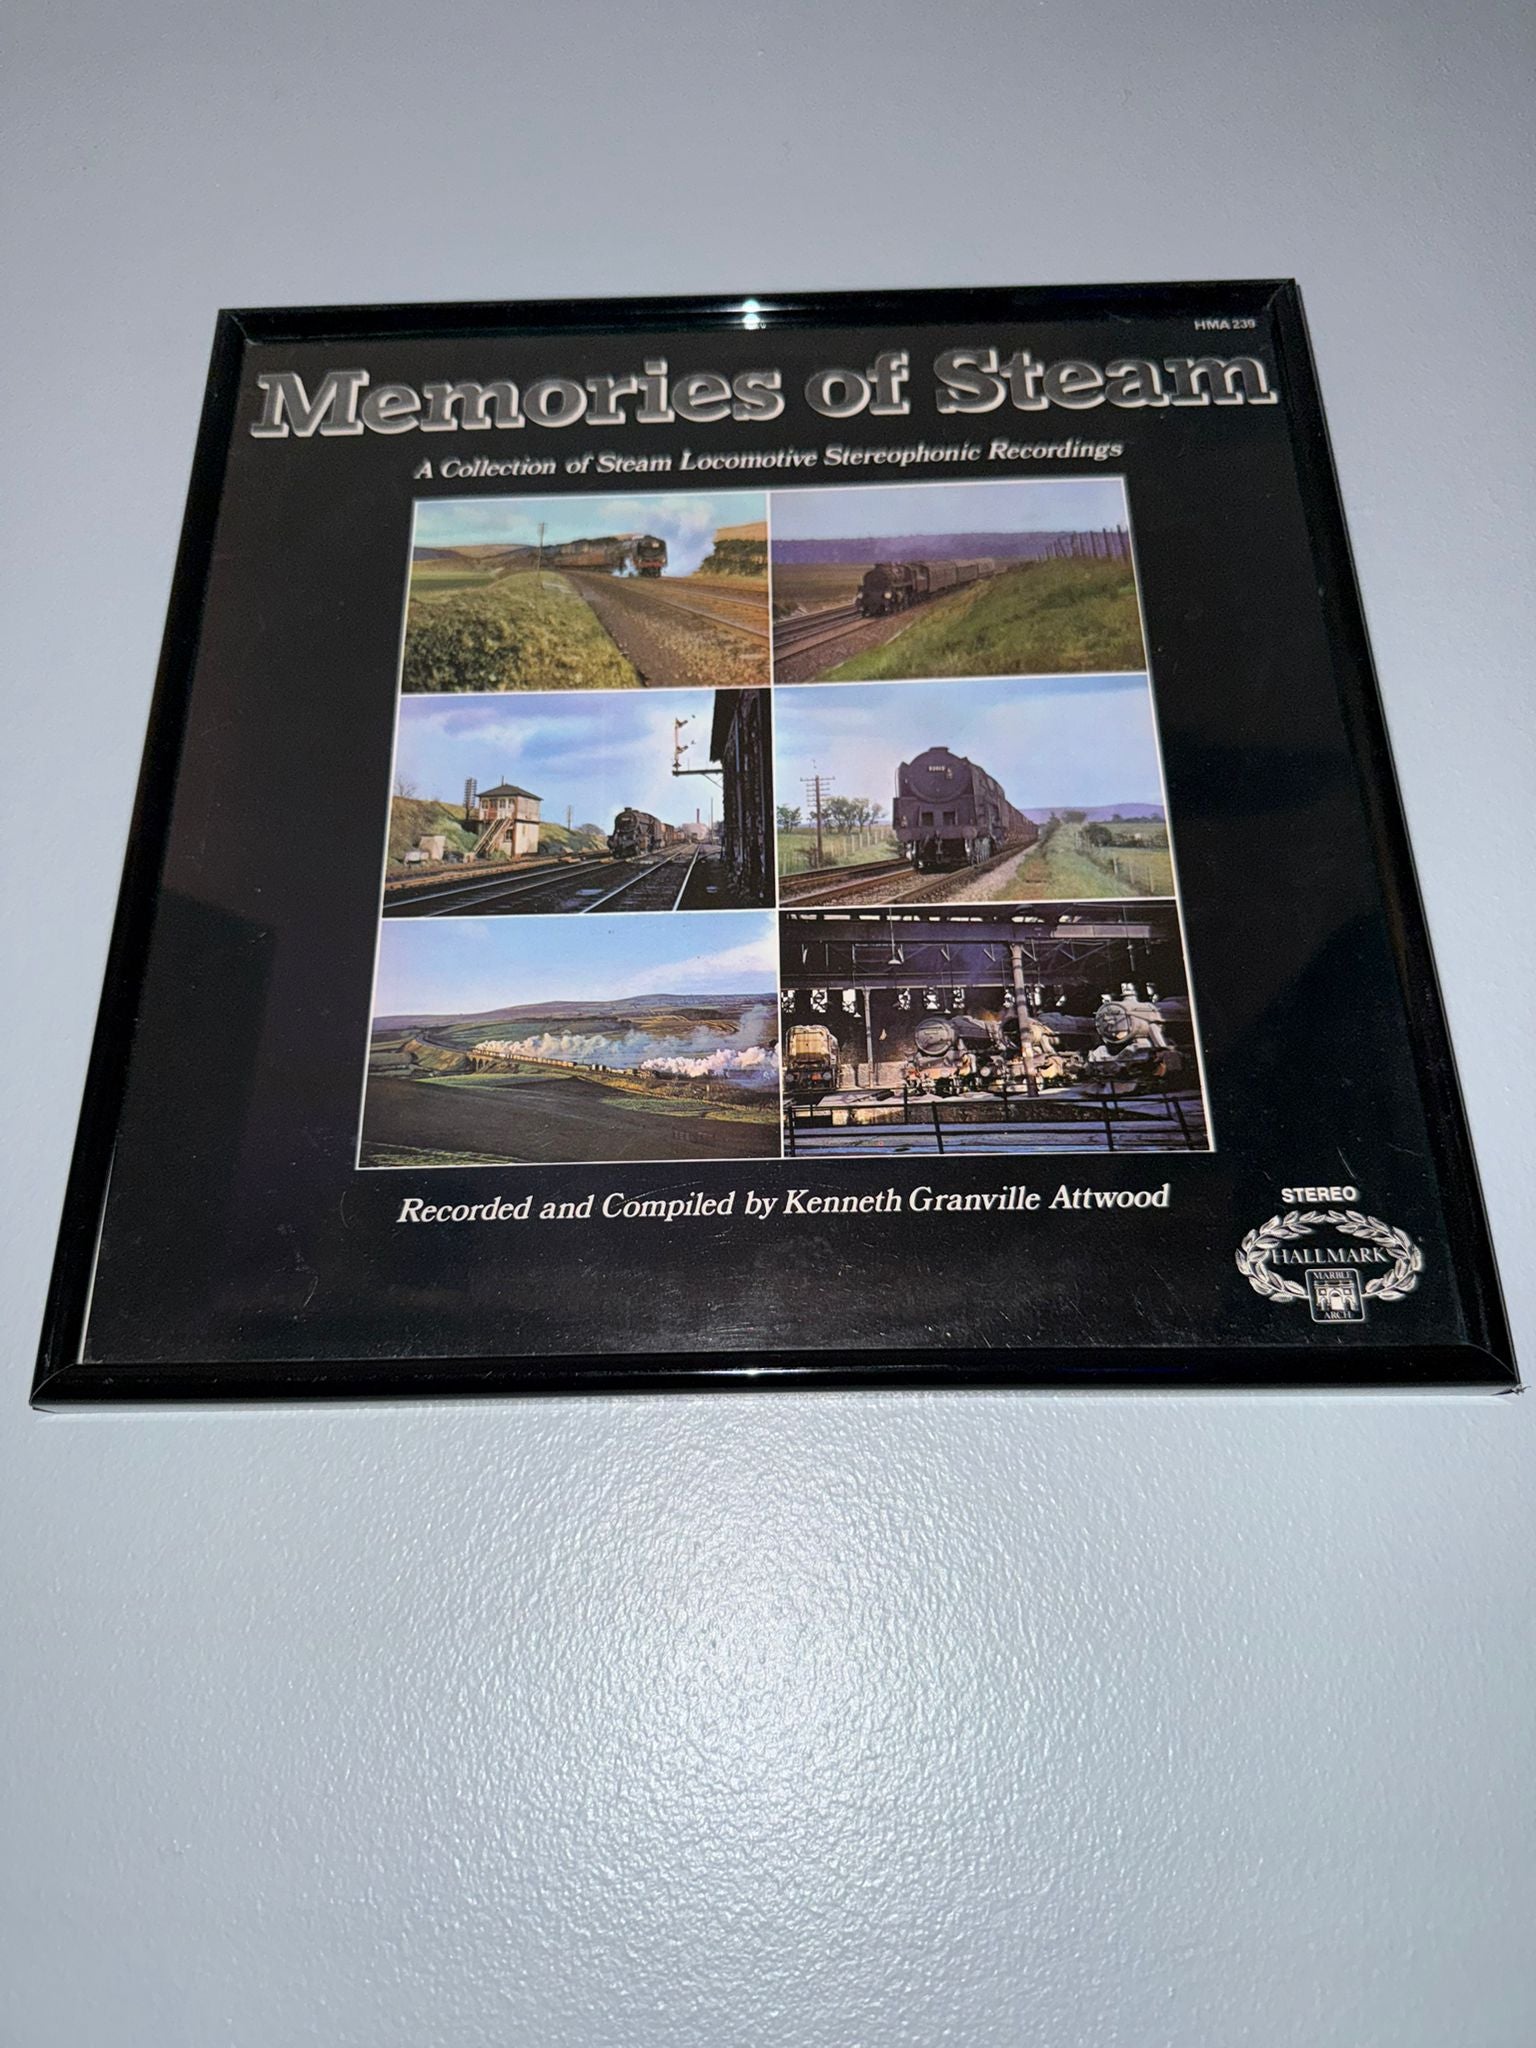 HMA 239
Memories of Steam
A Collection of Steam Locomotive Stereophonic Recordings
Recorded and Compiled by Kenneth Granville Attwood
STEREO
HALLMARK
MARBLE
ARCH